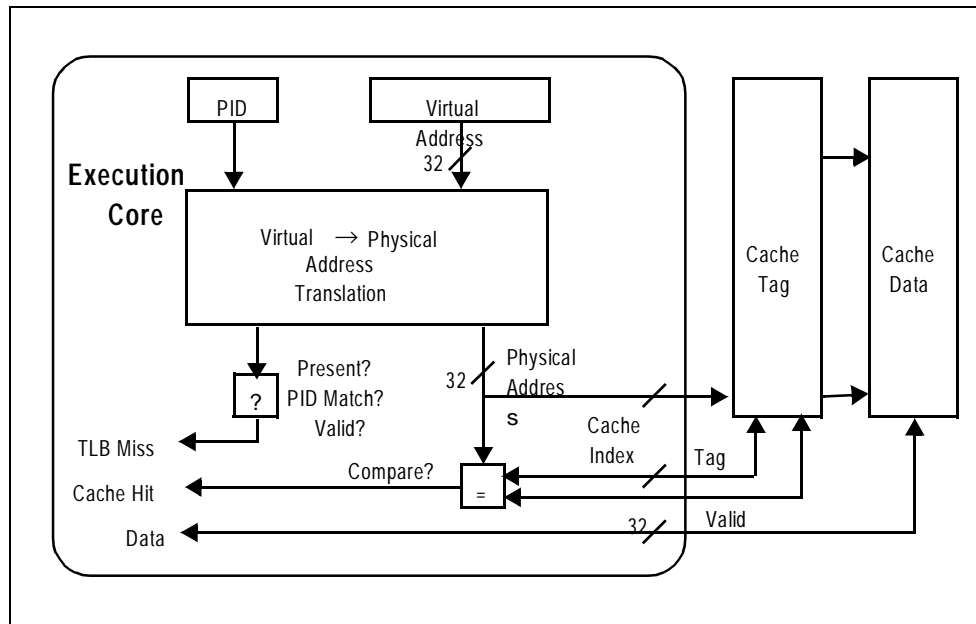 PID
Virtual
Address
32
Execution
Core
Virtual → Physical
Address
Translation
Cache
Tag
Cache
Data
Present?
PID Match?
Valid?
?
32
Physical
Addres
s
Cache
Index
Tag
TLB Miss
Compare?
=
Cache Hit
Valid
32
Data